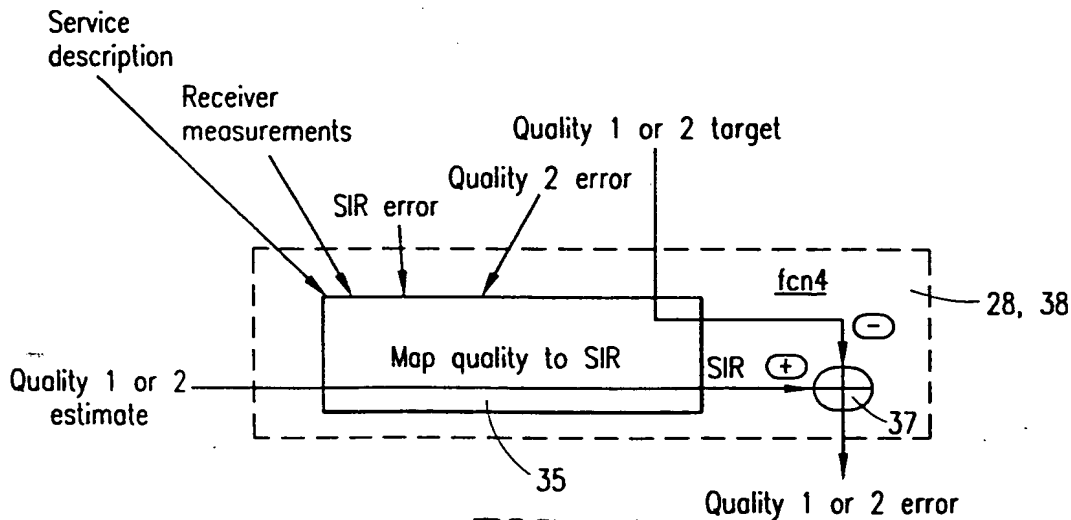 Service
description
Receiver
measurements
Quality 1 or 2 target
Quality 2 error
SIR error
fcn4
28, 38
−
Map quality to SIR
SIR
+
Quality 1 or 2
estimate
37
35
Quality 1 or 2 error